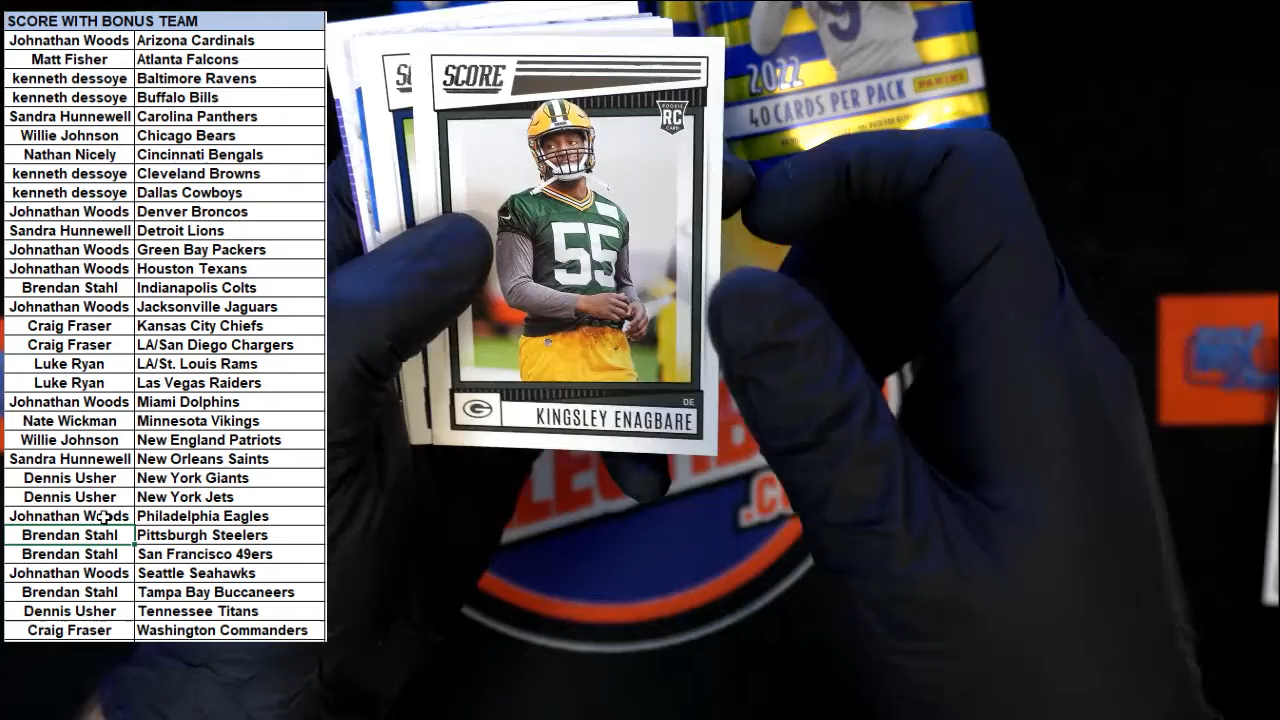 SCORE WITH BONUS TEAM
Johnathan Woods Arizona Cardinals
Matt Fisher Atlanta Falcons
kenneth dessoye Baltimore Ravens
kenneth dessoye Buffalo Bills
Sandra Hunnewell Carolina Panthers
Willie Johnson Chicago Bears
Nathan Nicely Cincinnati Bengals
kenneth dessoye Cleveland Browns
kenneth dessoye Dallas Cowboys
Johnathan Woods Denver Broncos
Sandra Hunnewell Detroit Lions
Johnathan Woods Green Bay Packers
Johnathan Woods Houston Texans
Brendan Stahl Indianapolis Colts
Johnathan Woods Jacksonville Jaguars
Craig Fraser Kansas City Chiefs
Craig Fraser LA/San Diego Chargers
Luke Ryan LA/St. Louis Rams
Luke Ryan Las Vegas Raiders
Johnathan Woods Miami Dolphins
Nate Wickman Minnesota Vikings
Willie Johnson New England Patriots
Sandra Hunnewell New Orleans Saints
Dennis Usher New York Giants
Dennis Usher New York Jets
Johnathan Woods Philadelphia Eagles
Brendan Stahl Pittsburgh Steelers
Brendan Stahl San Francisco 49ers
Johnathan Woods Seattle Seahawks
Brendan Stahl Tampa Bay Buccaneers
Dennis Usher Tennessee Titans
Craig Fraser Washington Commanders
SC
SCORE
ROOKIE
RC
CARD
55
G
DE
KINGSLEY ENAGBARE
9
2022
40 CARDS PER PACK
PANINI
LECTIB
.CO